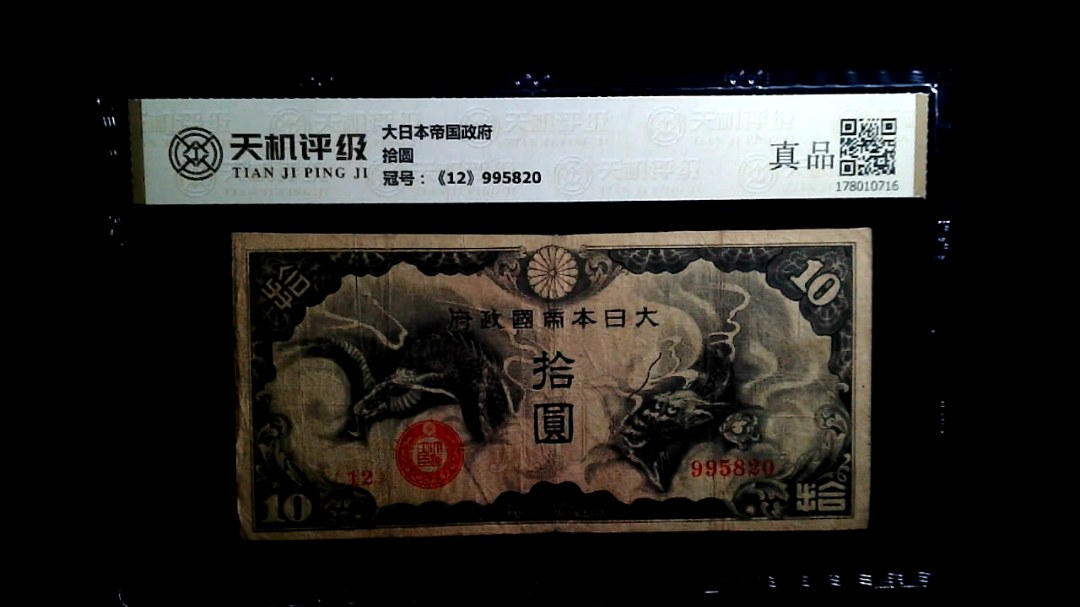 天机评级
TIAN JI PING JI
大日本帝国政府
拾圆
冠号：《12》995820
真品
178010716
拾
10
府政國帝本日大
拾
圓
12
995820
10
拾